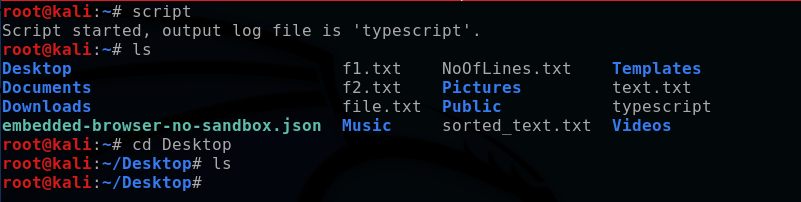 root@kali:~# script
Script started, output log file is 'typescript'.
root@kali:~# ls
Desktop f1.txt NoOfLines.txt Templates
Documents f2.txt Pictures text.txt
Downloads file.txt Public typescript
embedded-browser-no-sandbox.json Music sorted_text.txt Videos
root@kali:~# cd Desktop
root@kali:~/Desktop# ls
root@kali:~/Desktop#